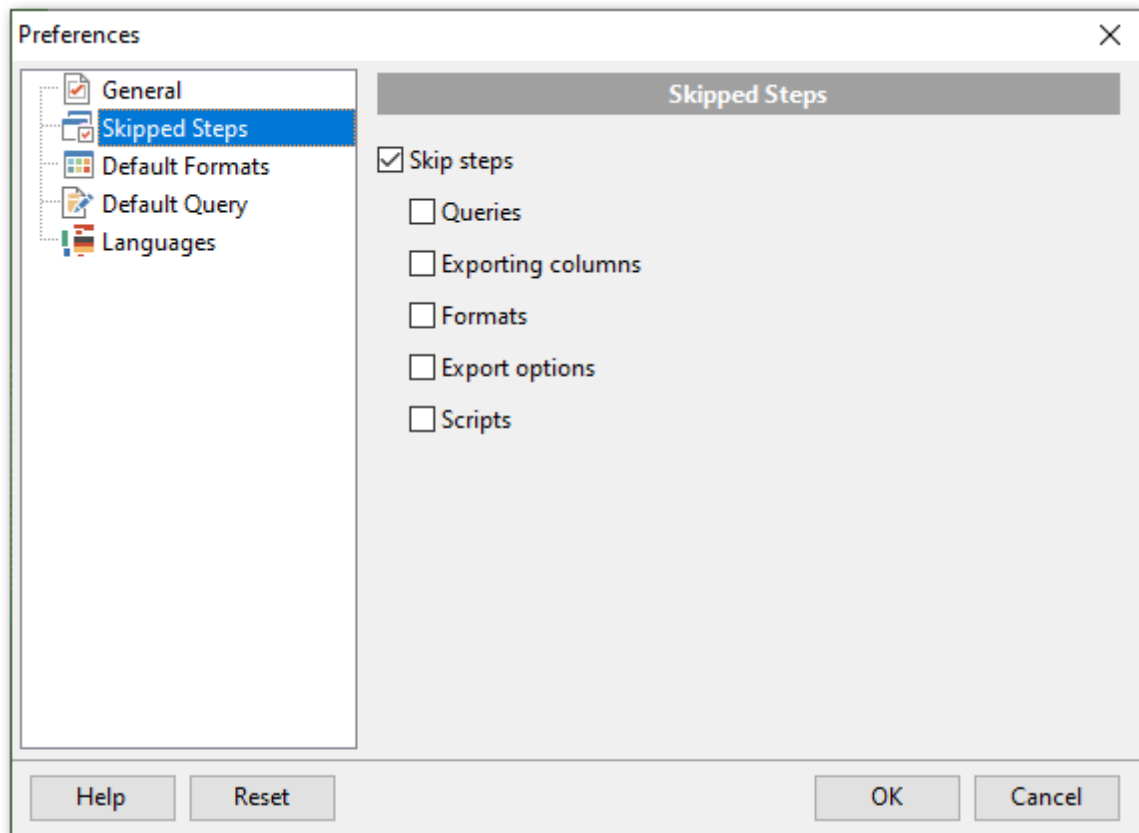 Preferences
General
Skipped Steps
Default Formats
Default Query
Languages
Skipped Steps
Skip steps
Queries
Exporting columns
Formats
Export options
Scripts
Help
Reset
OK
Cancel